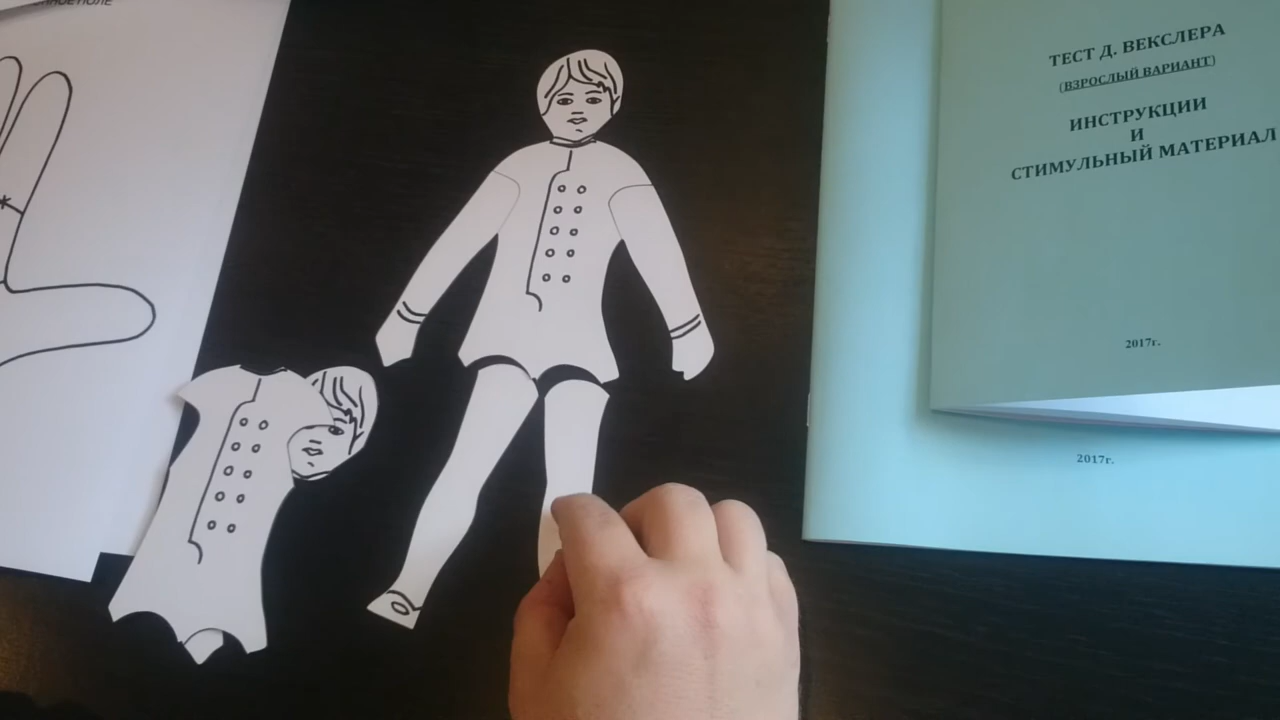 ТЕСТ Д. ВЕКСЛЕРА
(ВЗРОСЛЫЙ ВАРИАНТ)
ИНСТРУКЦИИ
И
СТИМУЛЬНЫЙ МАТЕРИАЛ
2017г.
2017г.